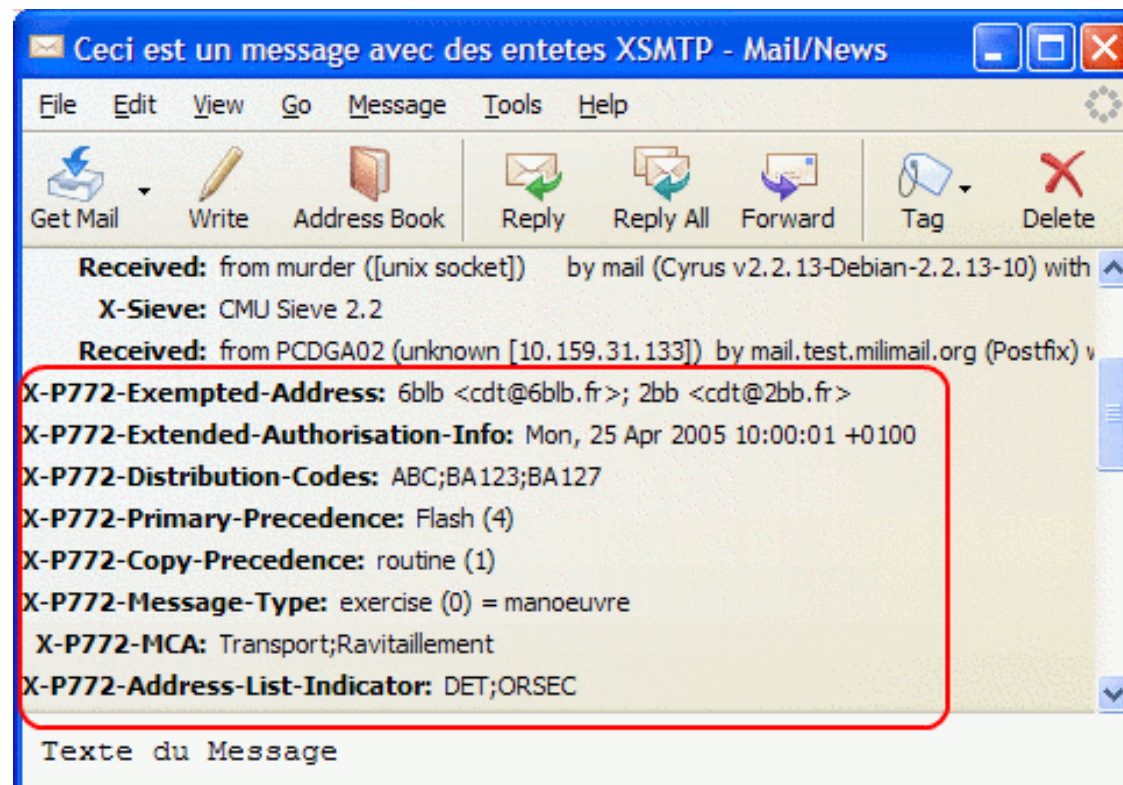 Ceci est un message avec des entetes XSMTP - Mail/News
File Edit View Go Message Tools Help
Get Mail Write Address Book Reply Reply All Forward Tag Delete
Received: from murder ([unix socket]) by mail (Cyrus v2.2.13-Debian-2.2.13-10) with
X-Sieve: CMU Sieve 2.2
Received: from PCDGA02 (unknown [10.159.31.133]) by mail.test.milimail.org (Postfix)
X-P772-Exempted-Address: 6blb <cdt@6blb.fr>; 2bb <cdt@2bb.fr>
X-P772-Extended-Authorisation-Info: Mon, 25 Apr 2005 10:00:01 +0100
X-P772-Distribution-Codes: ABC;BA123;BA127
X-P772-Primary-Precedence: Flash (4)
X-P772-Copy-Precedence: routine (1)
X-P772-Message-Type: exercise (0) = manoeuvre
X-P772-MCA: Transport;Ravitaillement
X-P772-Address-List-Indicator: DET;ORSEC
Texte du Message